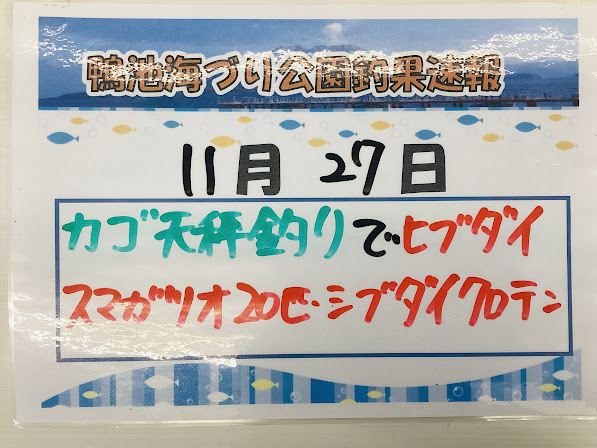 鴨池海づり公園釣果速報
11月 27日
カゴ天秤釣りでヒブダイ
スマガツオ20匹・シブダイクロテン